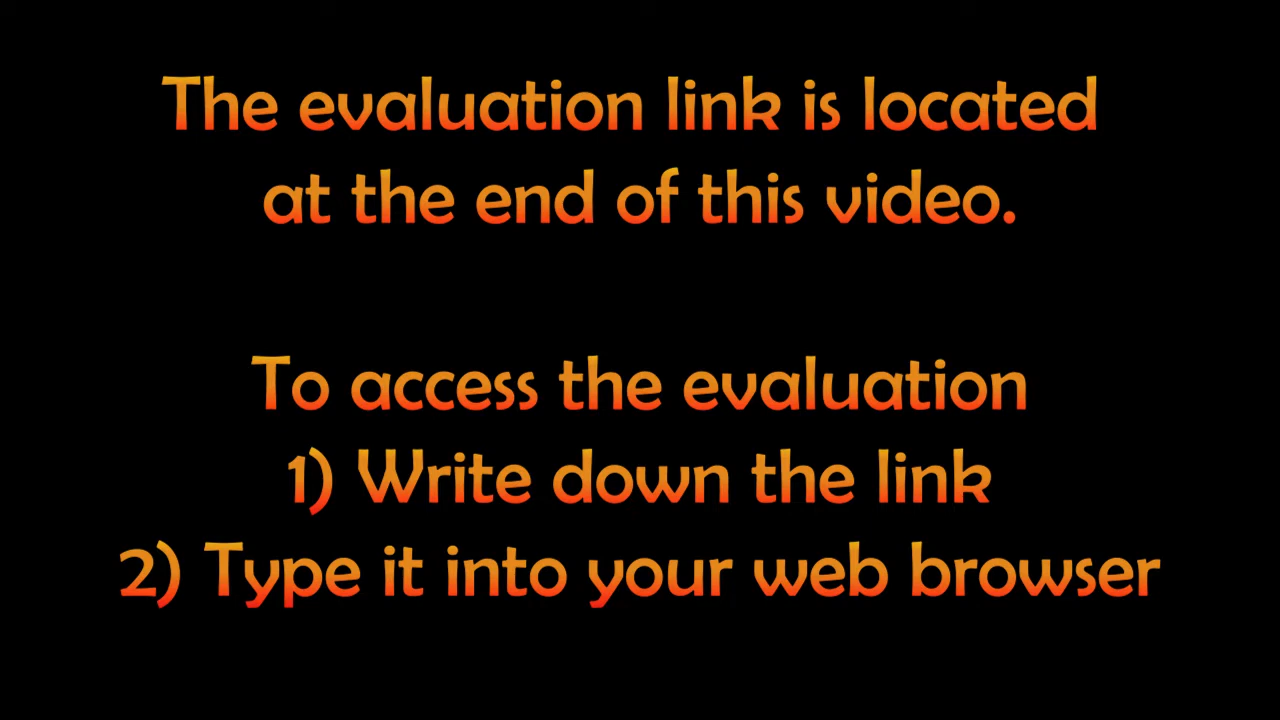 The evaluation link is located
at the end of this video.
To access the evaluation
1) Write down the link
2) Type it into your web browser